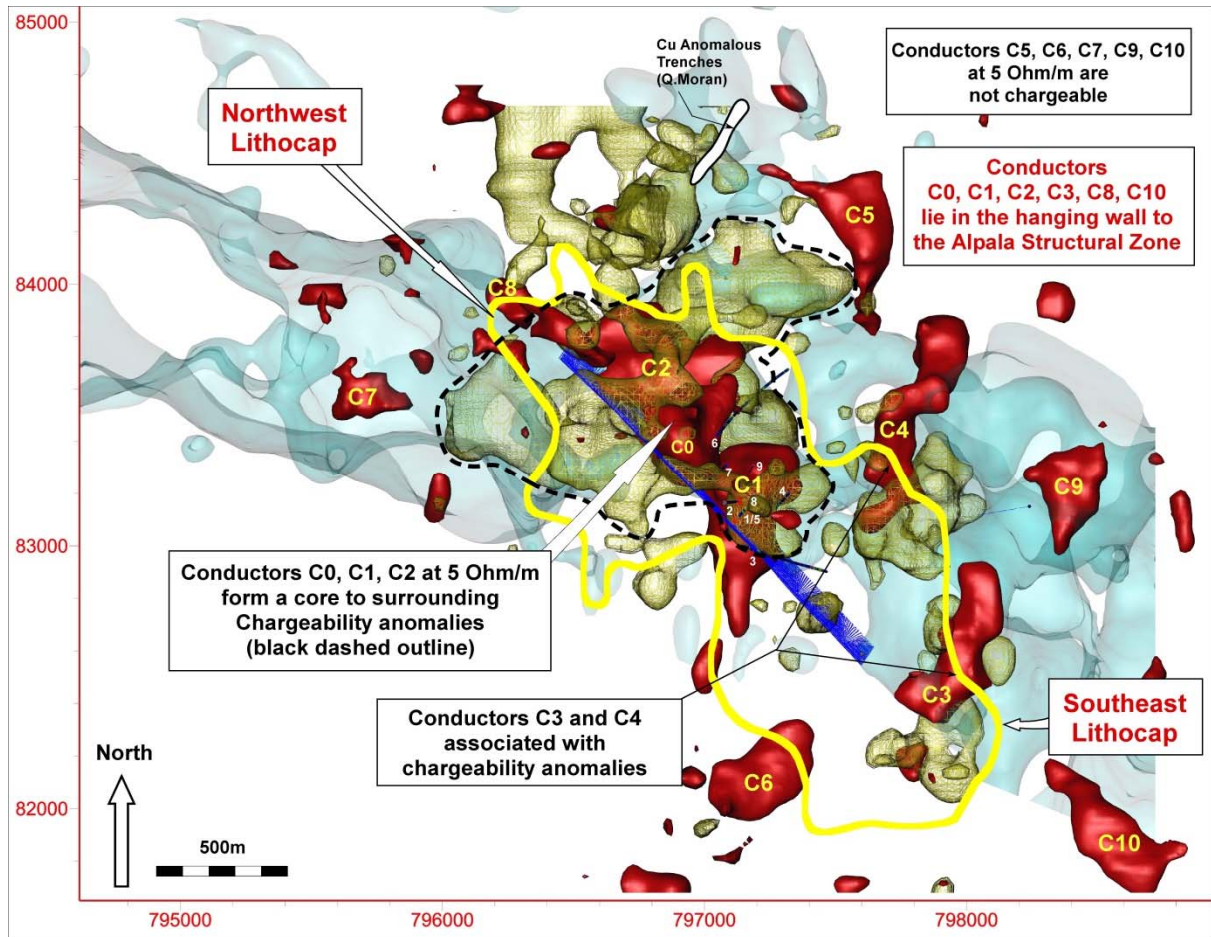 85000
84000
83000
82000
Cu Anomalous
Trenches
(Q.Moran)
Conductors C5, C6, C7, C9, C10
at 5 Ohm/m are
not chargeable
Northwest
Lithocap
Conductors
C0, C1, C2, C3, C8, C10
lie in the hanging wall to
the Alpala Structural Zone
C5
C8
C2
C7
C0
6
C4
7
9
C1
4
8
2
1/5
3
C9
Conductors C0, C1, C2 at 5 Ohm/m
form a core to surrounding
Chargeability anomalies
(black dashed outline)
C3
Conductors C3 and C4
associated with
chargeability anomalies
Southeast
Lithocap
North
C6
C10
500m
795000
796000
797000
798000